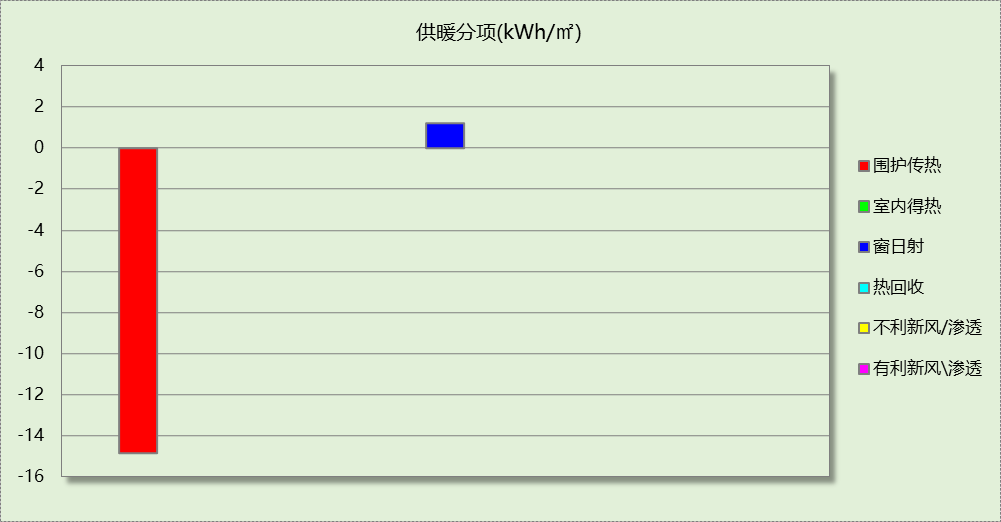 供暖分项(kWh/㎡)
4
2
0
-2
-4
-6
-8
-10
-12
-14
-16
围护传热
室内得热
窗日射
热回收
不利新风/渗透
有利新风\渗透